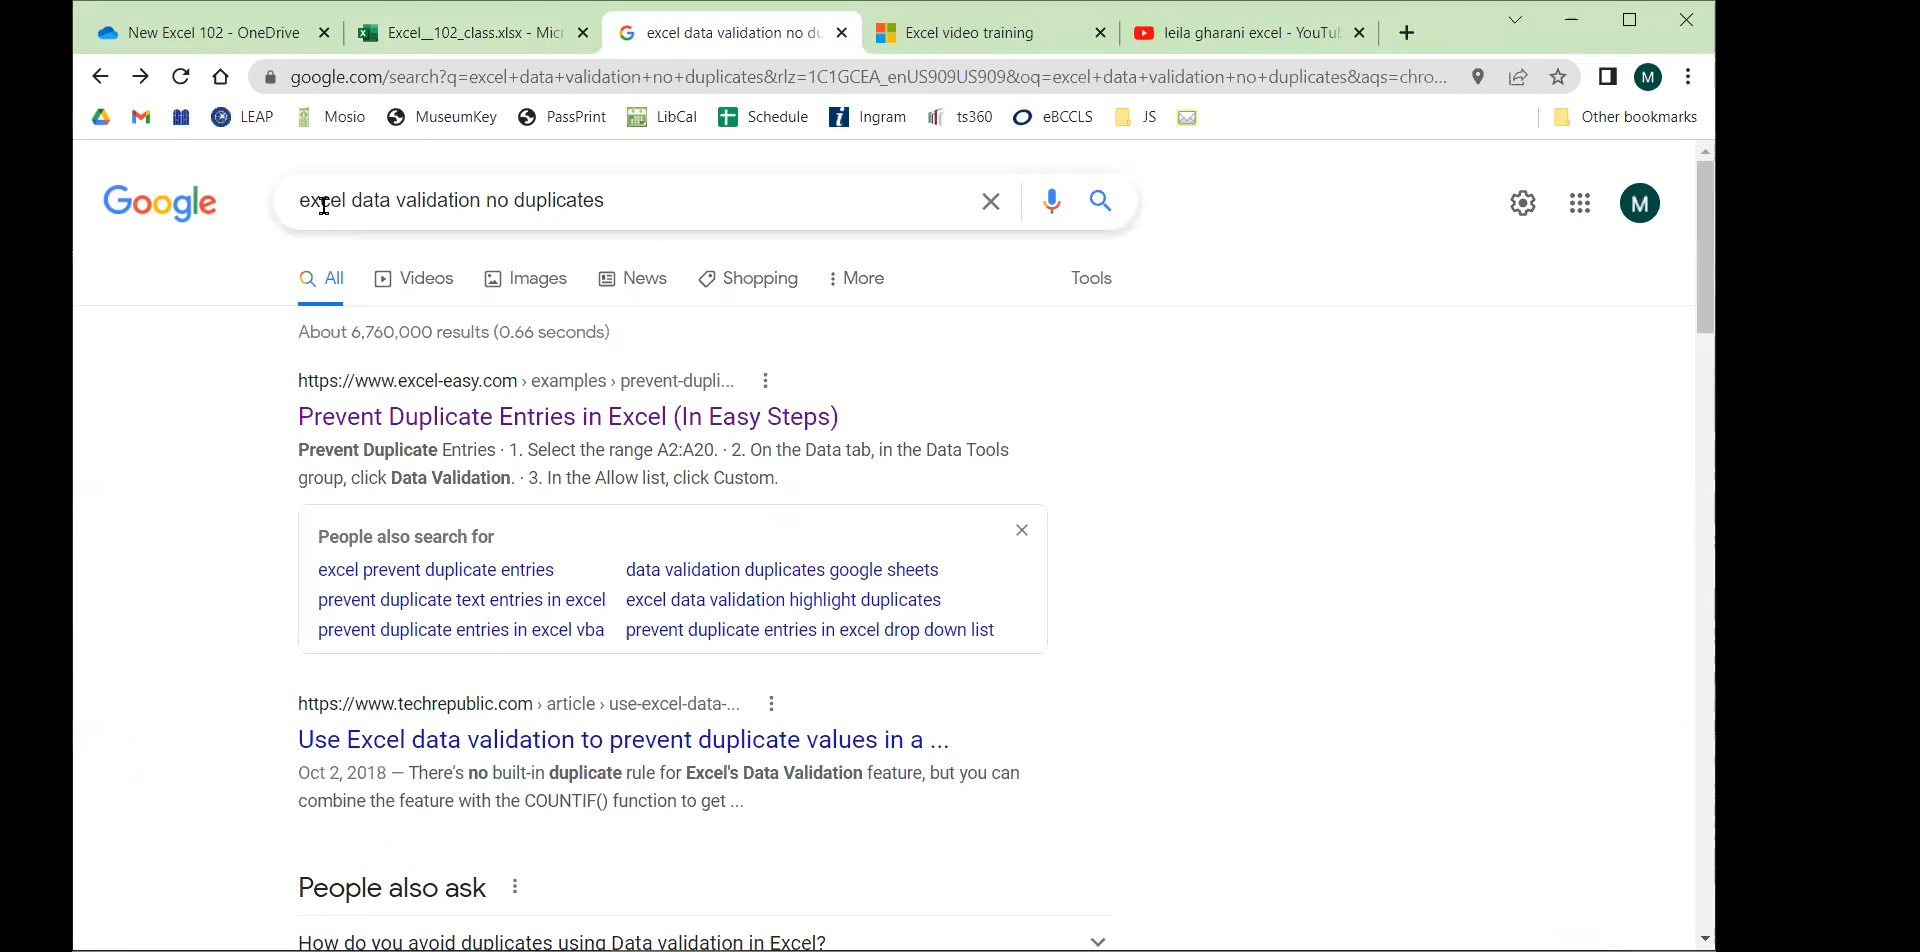 New Excel 102 - OneDrive
Excel__102_class.xlsx - Micr
excel data validation no du
Excel video training
leila gharani excel - YouTub
google.com/search?q=excel+data+validation+no+duplicates&rlz=1C1GCEA_enUS909US909&oq=excel+data+validation+no+duplicates&aqs=chro...
M
LEAP
Mosio
MuseumKey
PassPrint
LibCal
Schedule
Ingram
ts360
eBCCLS
JS
Other bookmarks
Google
excel data validation no duplicates
M
All
Videos
Images
News
Shopping
More
Tools
About 6,760,000 results (0.66 seconds)
https://www.excel-easy.com › examples › prevent-dupli...
Prevent Duplicate Entries in Excel (In Easy Steps)
Prevent Duplicate Entries · 1. Select the range A2:A20. · 2. On the Data tab, in the Data Tools
group, click Data Validation. · 3. In the Allow list, click Custom.
People also search for
excel prevent duplicate entries
data validation duplicates google sheets
prevent duplicate text entries in excel
excel data validation highlight duplicates
prevent duplicate entries in excel vba
prevent duplicate entries in excel drop down list
https://www.techrepublic.com › article › use-excel-data-...
Use Excel data validation to prevent duplicate values in a ...
Oct 2, 2018 — There's no built-in duplicate rule for Excel's Data Validation feature, but you can
combine the feature with the COUNTIF() function to get ...
People also ask
How do you avoid duplicates using Data validation in Excel?